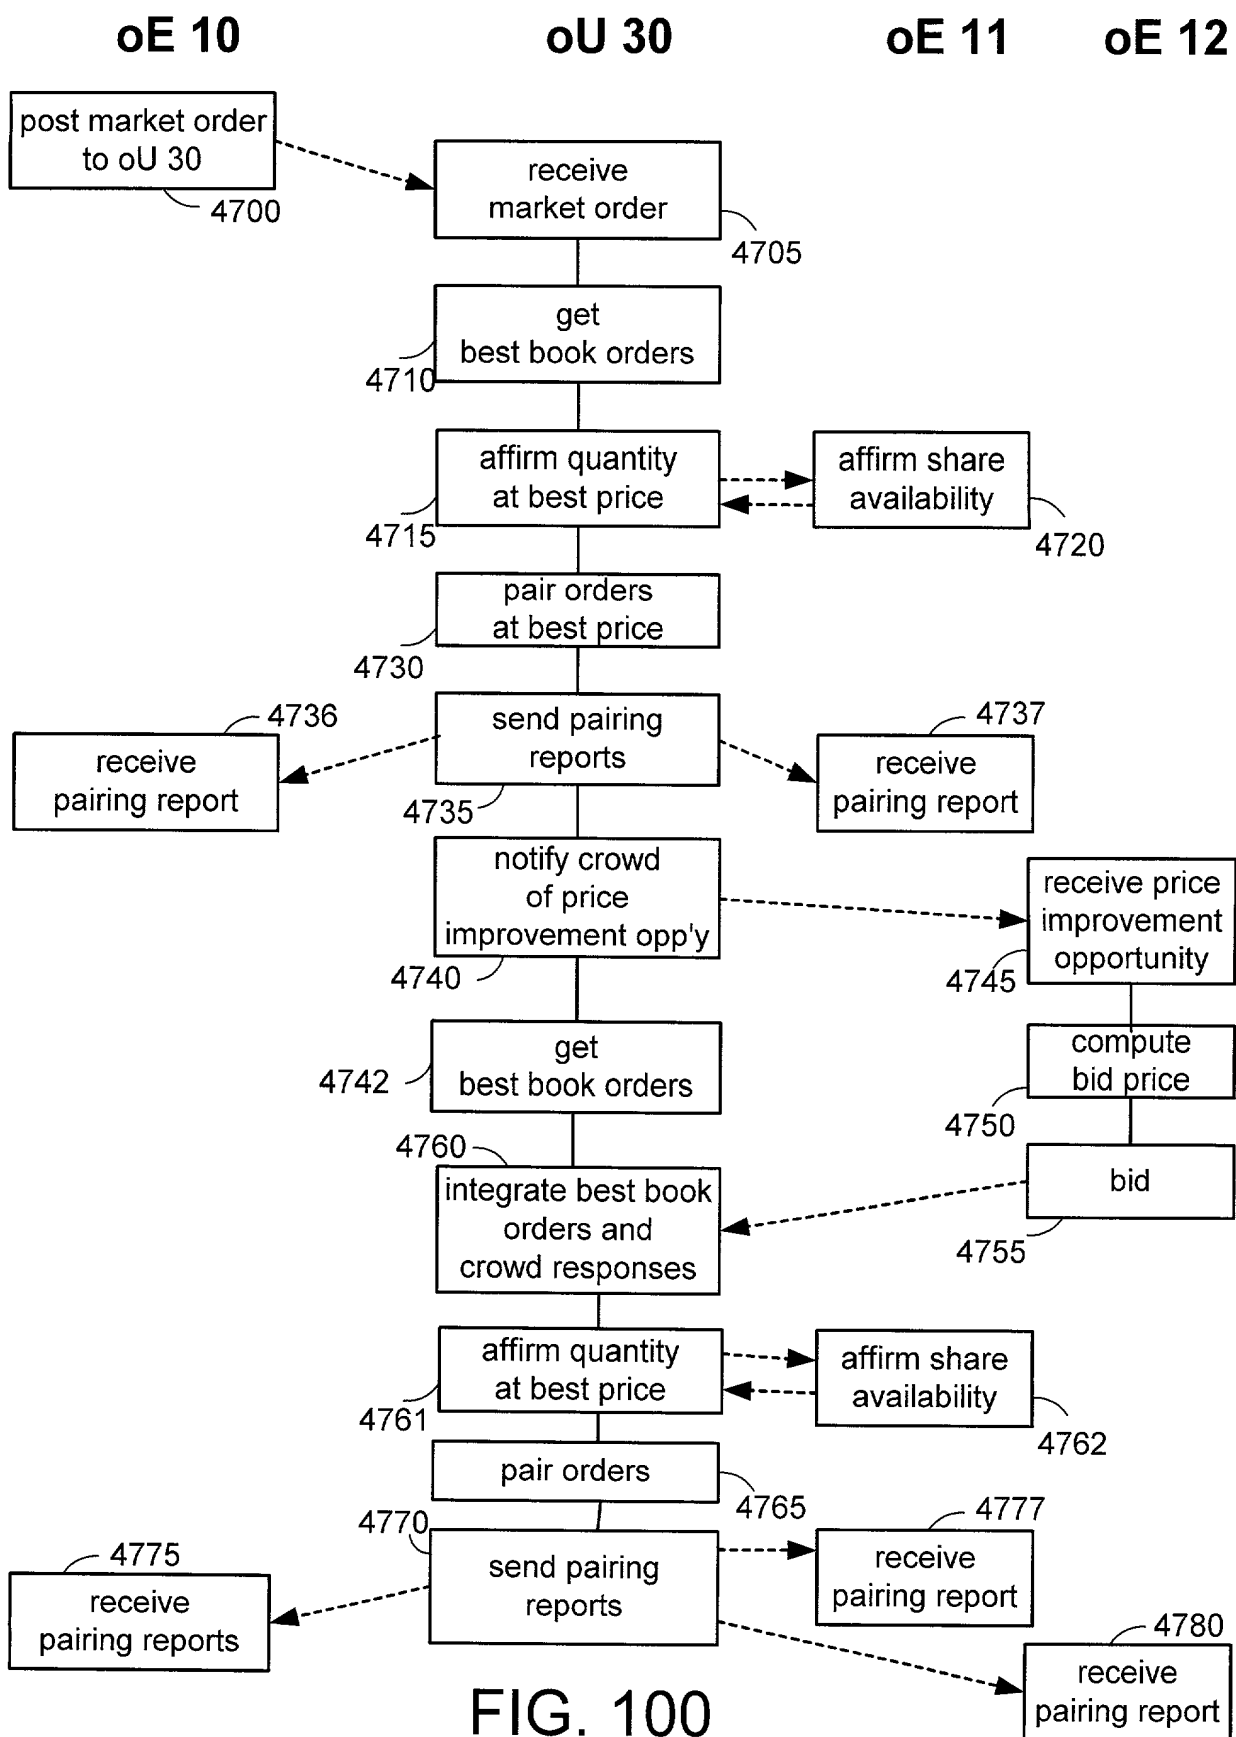 oE 10 oU 30 oE 11 oE 12
post market order
to oU 30
4700
receive
market order
4705
get
best book orders
4710
affirm quantity
at best price
4715
affirm share
availability
4720
pair orders
at best price
4730
send pairing
reports
4735
4736
receive
pairing report
4737
receive
pairing report
notify crowd
of price
improvement opp'y
4740
receive price
improvement
opportunity
4745
get
best book orders
4742
compute
bid price
4750
bid
4755
4760
integrate best book
orders and
crowd responses
affirm quantity
at best price
4761
affirm share
availability
4762
pair orders
4765
4770
send pairing
reports
4777
receive
pairing report
4775
receive
pairing reports
4780
receive
pairing report
FIG. 100